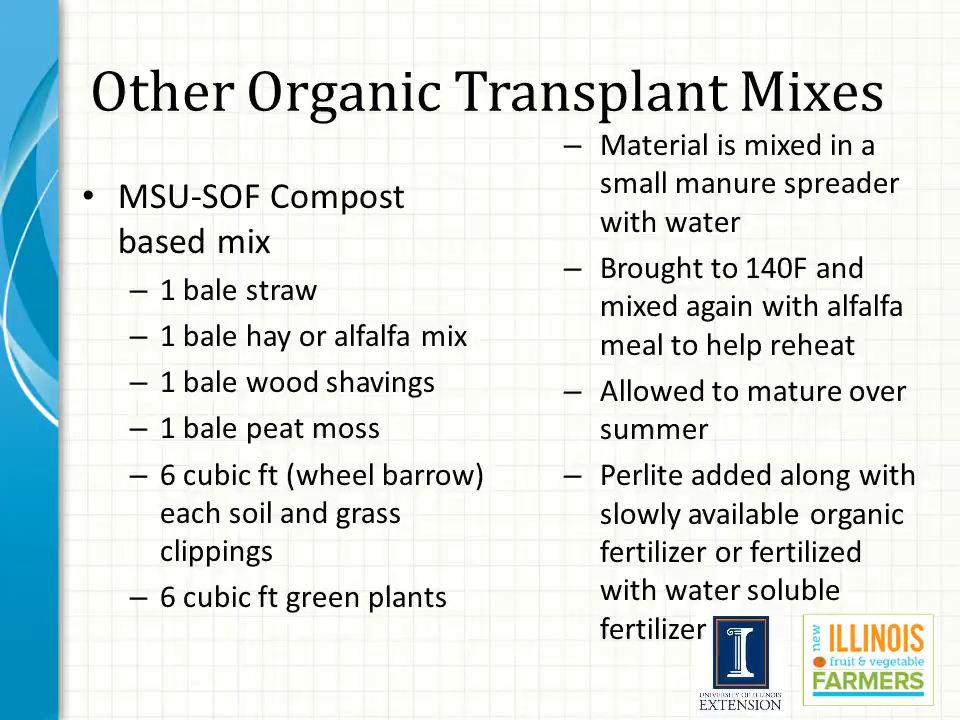 Other Organic Transplant Mixes
• MSU-SOF Compost
based mix
– 1 bale straw
– 1 bale hay or alfalfa mix
– 1 bale wood shavings
– 1 bale peat moss
– 6 cubic ft (wheel barrow)
each soil and grass
clippings
– 6 cubic ft green plants
– Material is mixed in a
small manure spreader
with water
– Brought to 140F and
mixed again with alfalfa
meal to help reheat
– Allowed to mature over
summer
– Perlite added along with
slowly available organic
fertilizer or fertilized
with water soluble
fertilizer
I
UNIVERSITY OF ILLINOIS
EXTENSION
new
ILLINOIS
fruit & vegetable
FARMERS